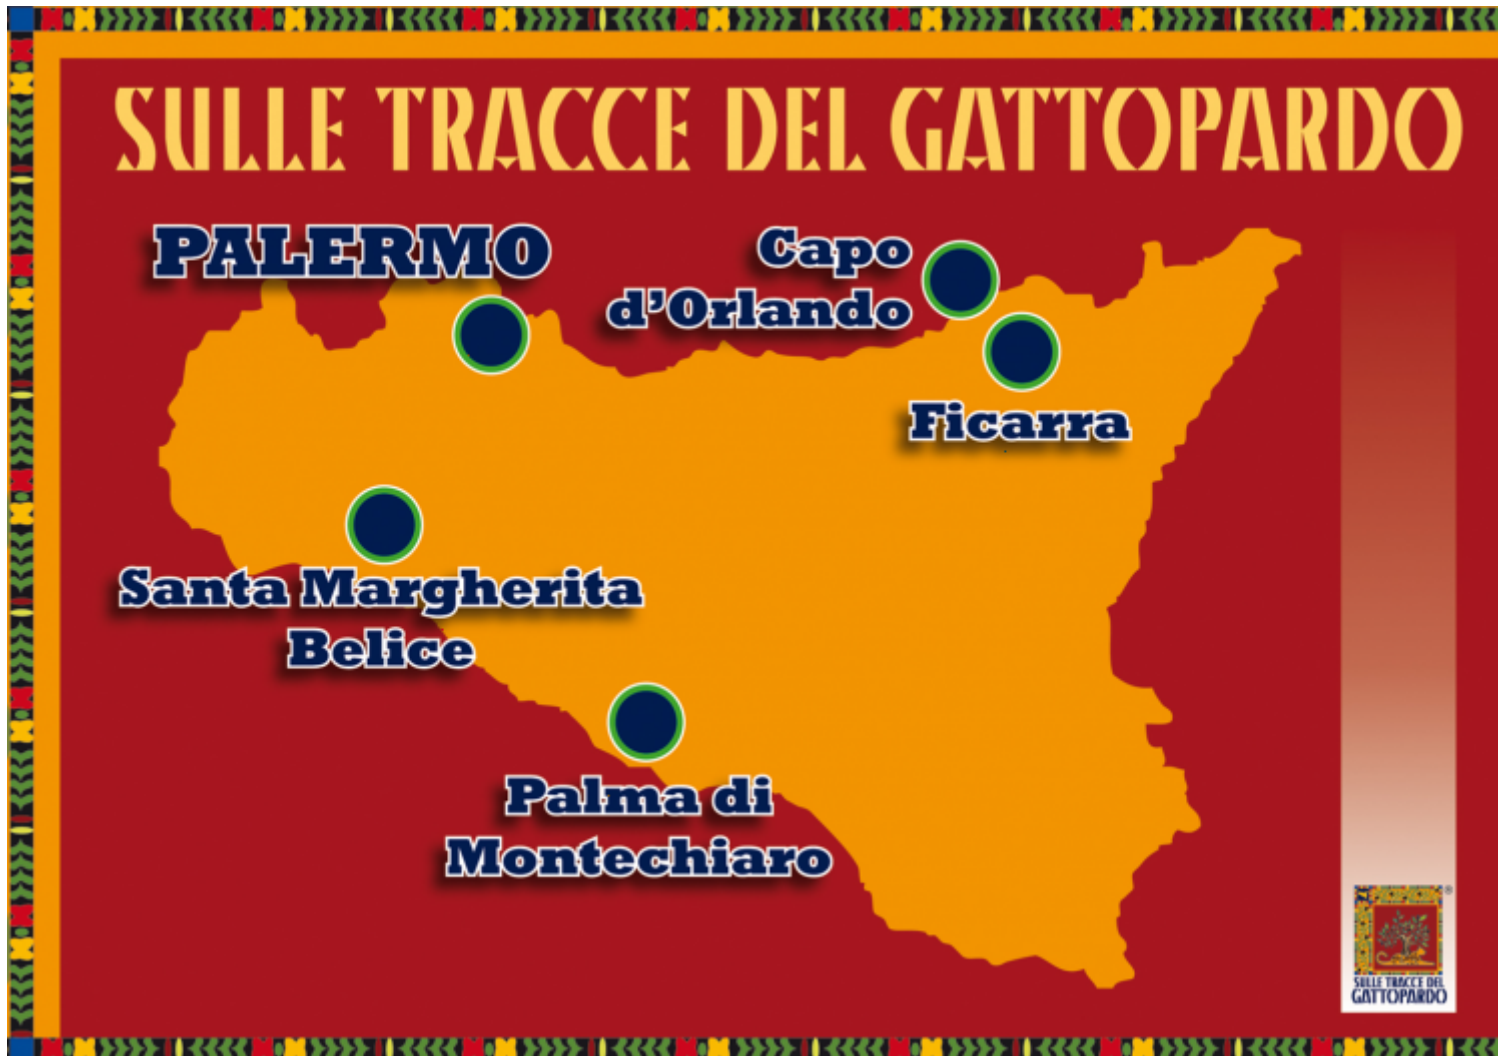 SULLE TRACCE DEL GATTOPARDO
PALERMO
Capo
d'Orlando
Ficarra
Santa Margherita
Belice
Palma di
Montechiaro
®
SULLE TRACCE DEL
GATTOPARDO